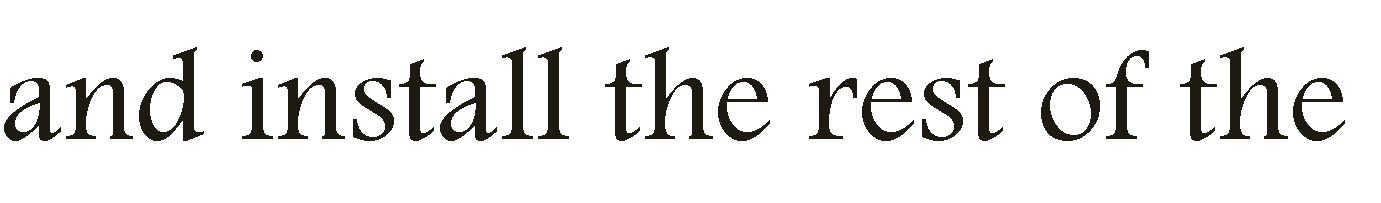 and install the rest of the